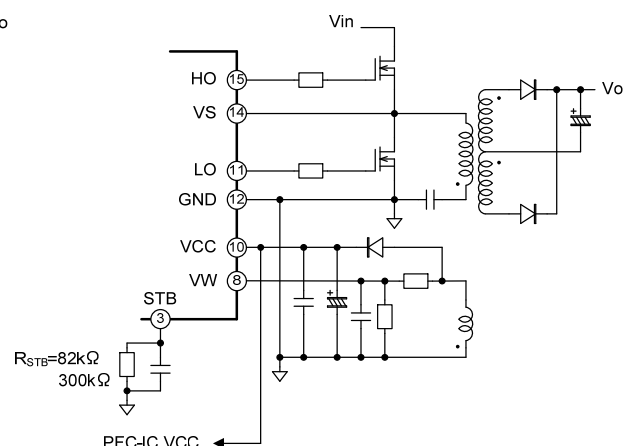 o
Vin
HO 15
VS 14
Vo
LO 11
GND 12
VCC 10
VW 8
STB
3
RSTB=82kΩ
300kΩ
PFC-IC VCC